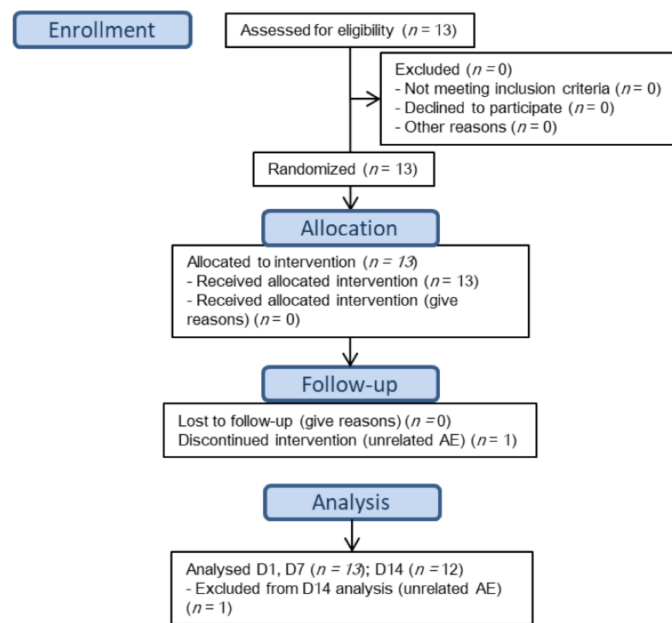 Enrollment
Assessed for eligibility (n = 13)
Excluded (n = 0)
- Not meeting inclusion criteria (n = 0)
- Declined to participate (n = 0)
- Other reasons (n = 0)
Randomized (n = 13)
Allocation
Allocated to intervention (n = 13)
- Received allocated intervention (n = 13)
- Received allocated intervention (give
reasons) (n = 0)
Follow-up
Lost to follow-up (give reasons) (n =0)
Discontinued intervention (unrelated AE) (n = 1)
Analysis
Analysed D1, D7 (n = 13); D14 (n = 12)
- Excluded from D14 analysis (unrelated AE)
(n = 1)